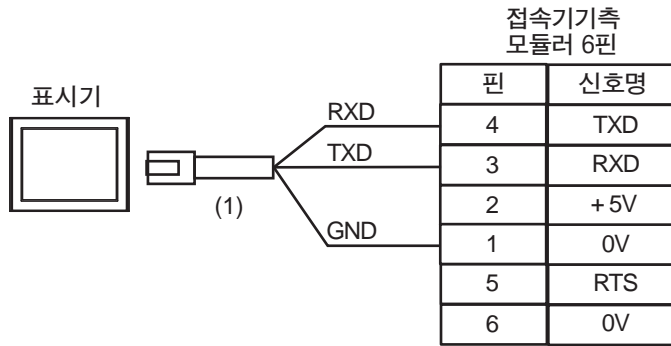 접속기기측
모듈러 6핀
표시기
핀 신호명
RXD
4 TXD
TXD
3 RXD
(1)
2 +5V
GND
1 0V
5 RTS
6 0V